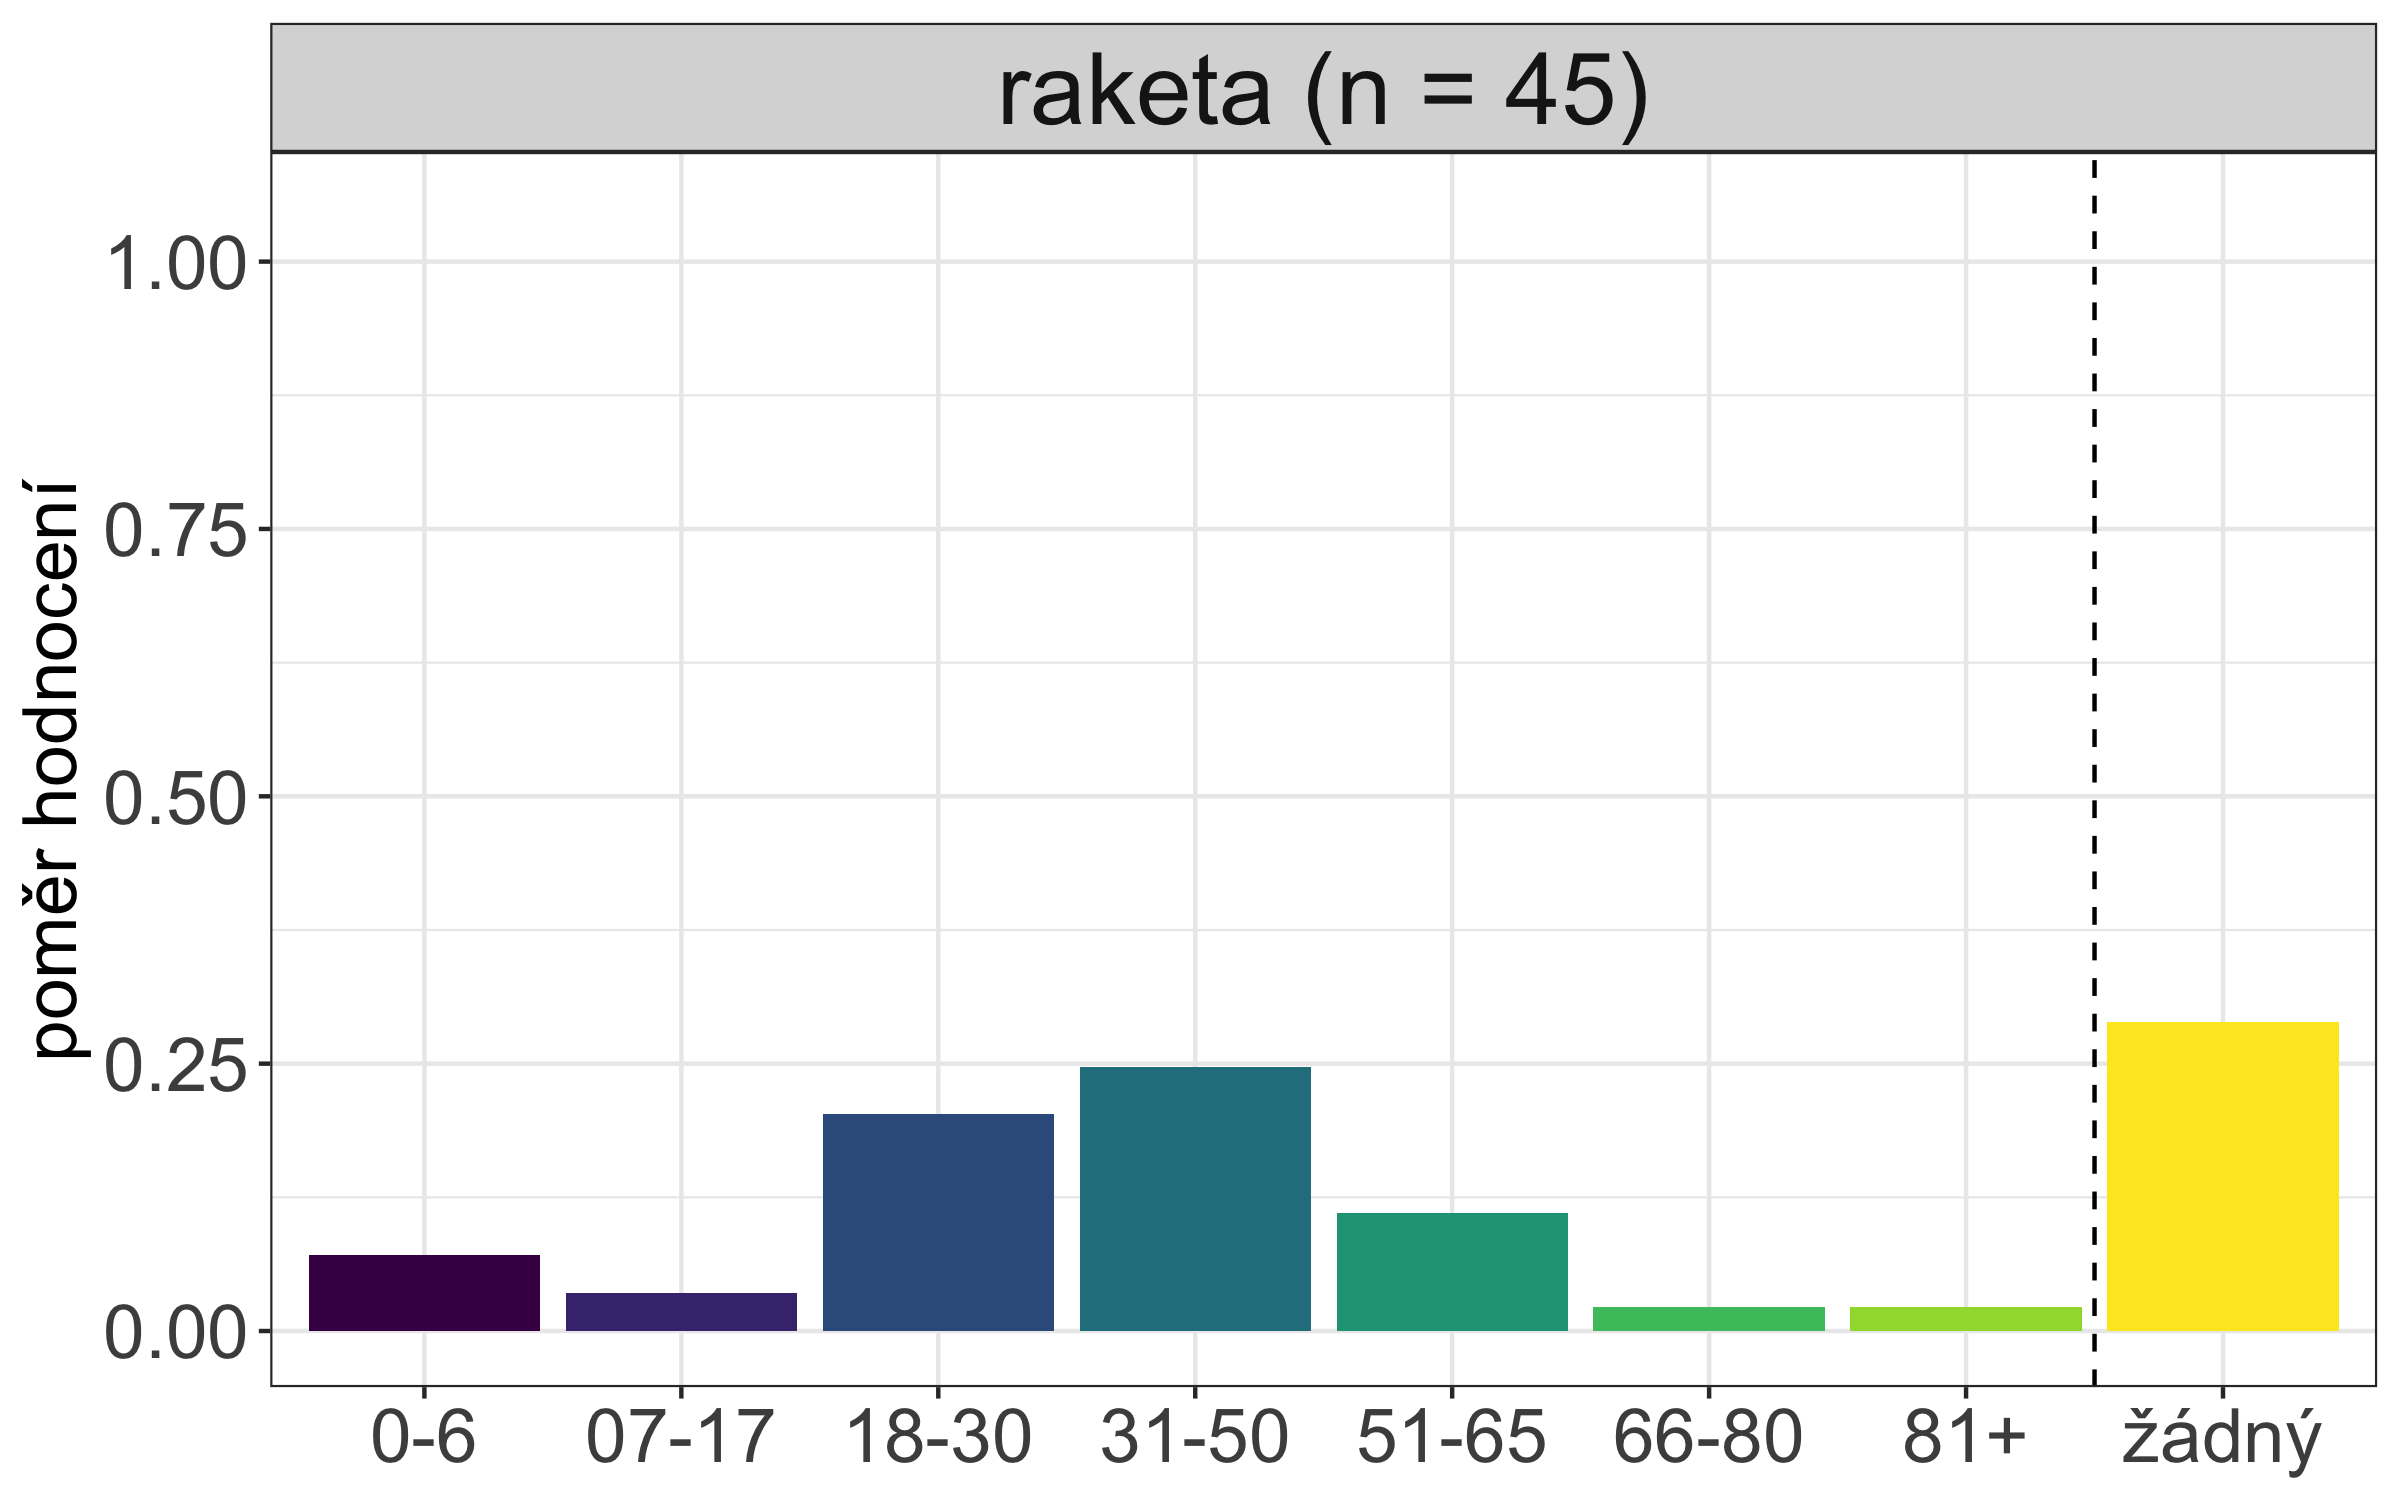 raketa (n = 45)
poměr hodnocení
1.00
0.75
0.50
0.25
0.00
0-6 07-17 18-30 31-50 51-65 66-80 81+ žádný